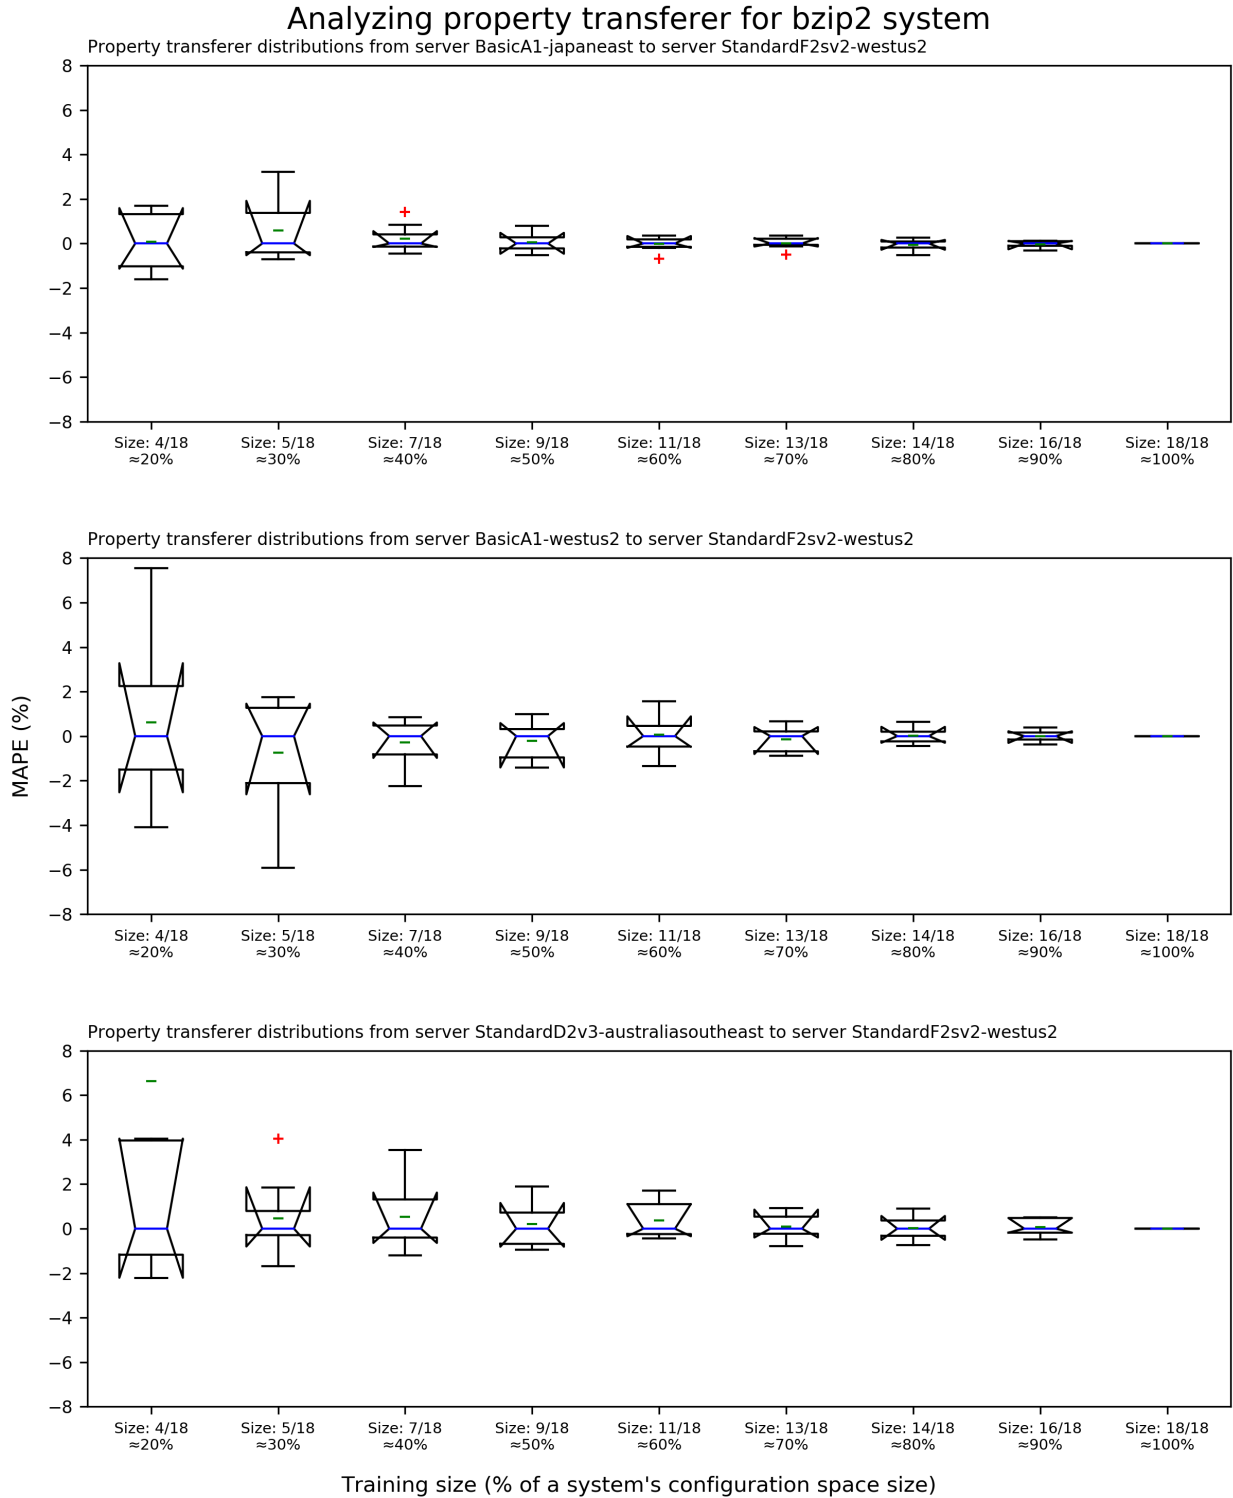 Analyzing property transferer for bzip2 system
Property transferer distributions from server BasicA1-japaneast to server StandardF2sv2-westus2
8
6
4
2
0
−2
−4
−6
−8
Size: 4/18 Size: 5/18 Size: 7/18 Size: 9/18 Size: 11/18 Size: 13/18 Size: 14/18 Size: 16/18 Size: 18/18
≈20% ≈30% ≈40% ≈50% ≈60% ≈70% ≈80% ≈90% ≈100%
Property transferer distributions from server BasicA1-westus2 to server StandardF2sv2-westus2
8
6
4
2
0
−2
−4
−6
−8
MAPE (%)
Size: 4/18 Size: 5/18 Size: 7/18 Size: 9/18 Size: 11/18 Size: 13/18 Size: 14/18 Size: 16/18 Size: 18/18
≈20% ≈30% ≈40% ≈50% ≈60% ≈70% ≈80% ≈90% ≈100%
Property transferer distributions from server StandardD2v3-australiasoutheast to server StandardF2sv2-westus2
8
6
4
2
0
−2
−4
−6
−8
Size: 4/18 Size: 5/18 Size: 7/18 Size: 9/18 Size: 11/18 Size: 13/18 Size: 14/18 Size: 16/18 Size: 18/18
≈20% ≈30% ≈40% ≈50% ≈60% ≈70% ≈80% ≈90% ≈100%
Training size (% of a system's configuration space size)